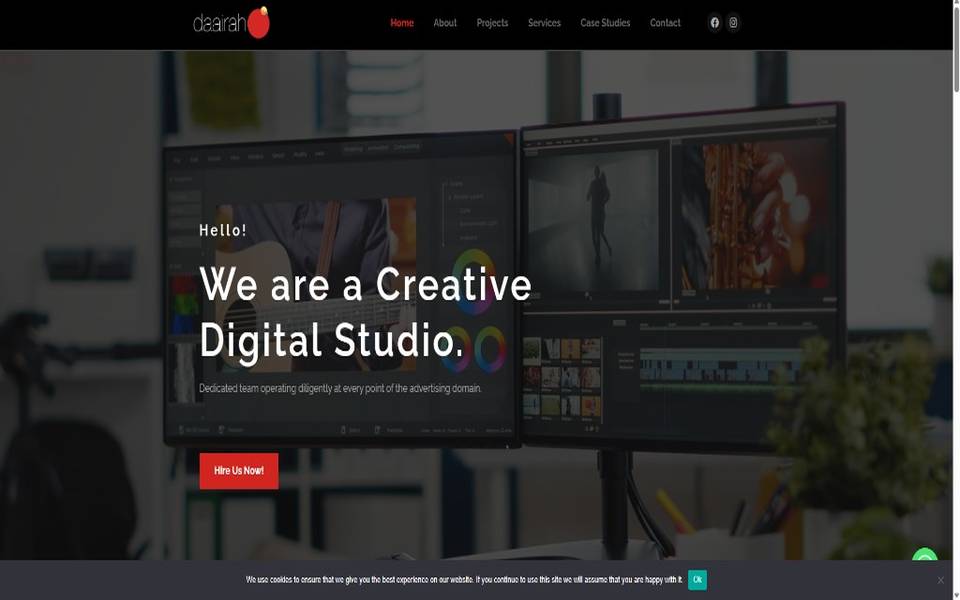 daairah
Home About Projects Services Case Studies Contact
Hello!
We are a Creative
Digital Studio.
Dedicated team operating diligently at every point of the advertising domain.
Hire Us Now!
We use cookies to ensure that we give you the best experience on our website. If you continue to use this site we will assume that you are happy with it. Ok